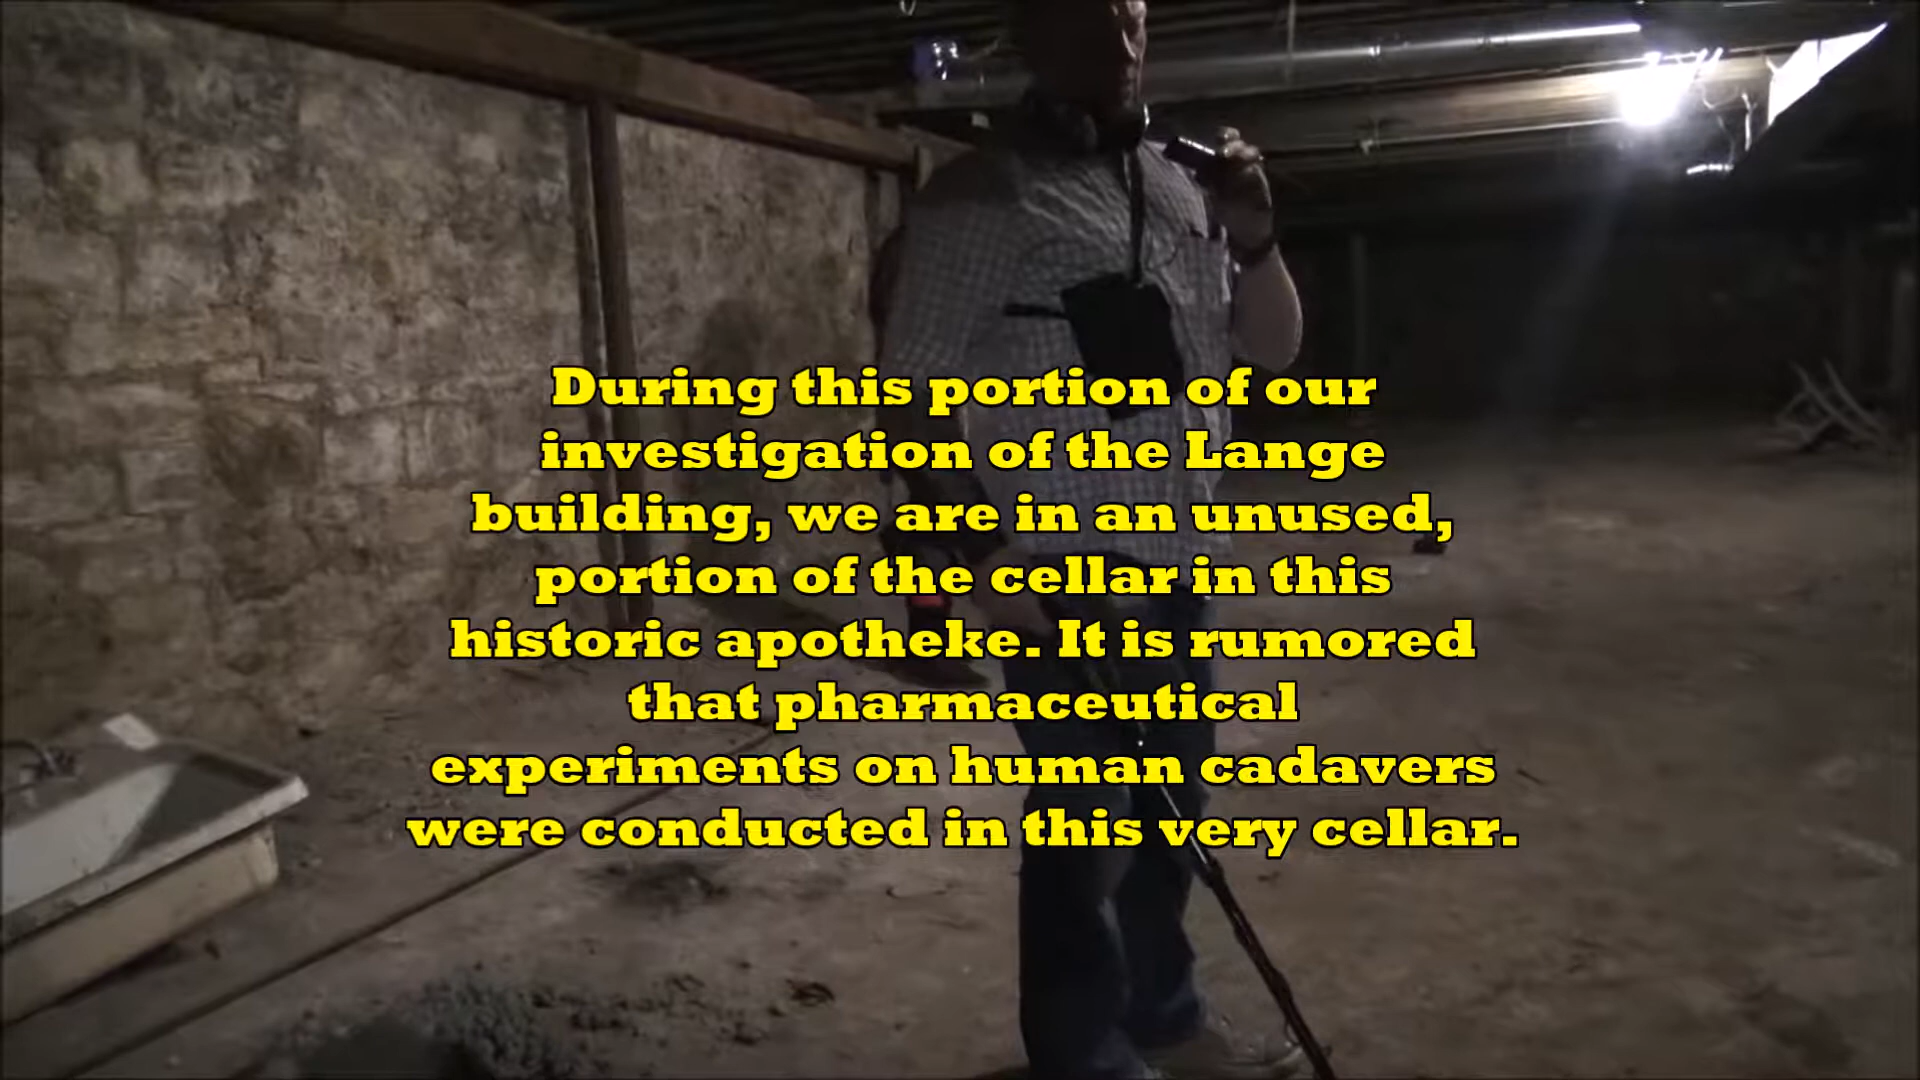 During this portion of our
investigation of the Lange
building, we are in an unused,
portion of the cellar in this
historic apotheke. It is rumored
that pharmaceutical
experiments on human cadavers
were conducted in this very cellar.